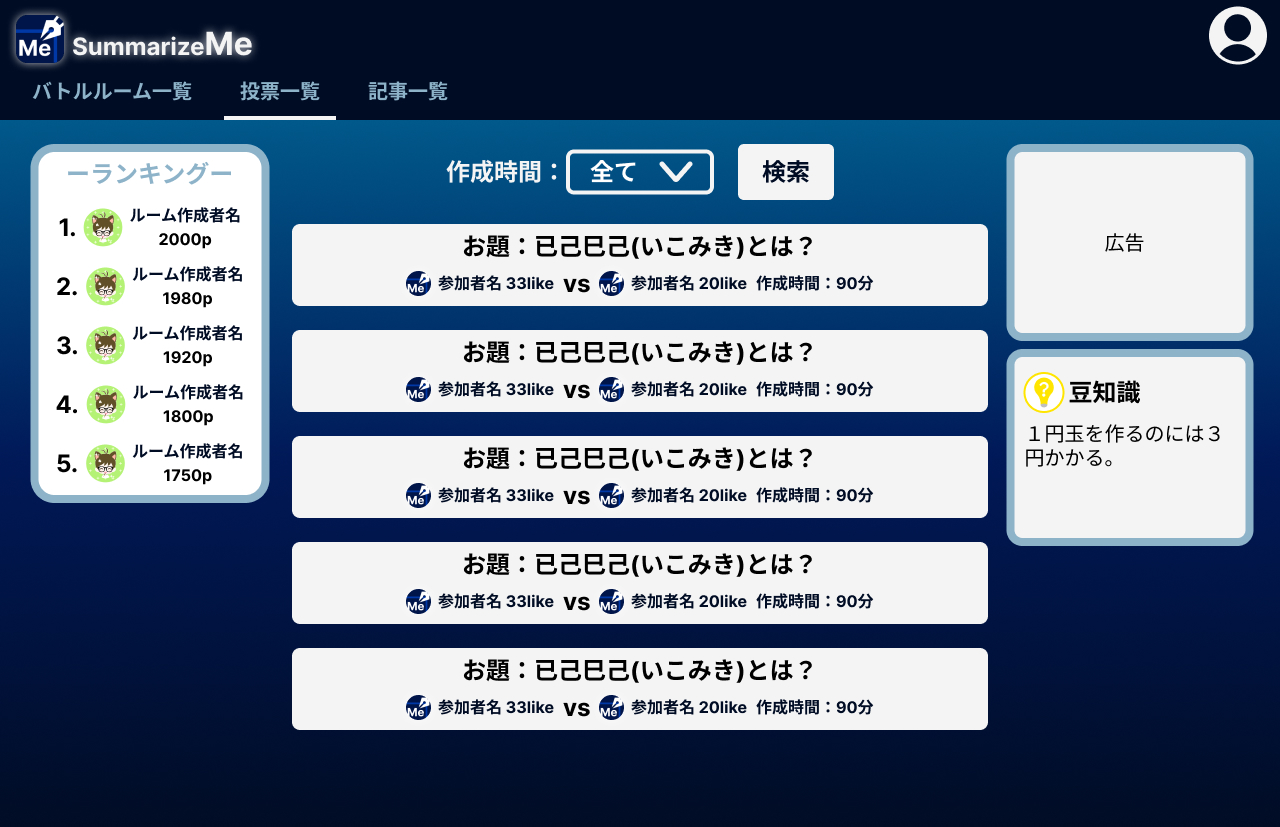 Me SummarizeMe
バトルルーム一覧 投票一覧 記事一覧
ーランキングー
1. ルーム作成者名
2000p
2. ルーム作成者名
1980p
3. ルーム作成者名
1920p
4. ルーム作成者名
1800p
5. ルーム作成者名
1750p
作成時間： 全て 検索
お題：已己巳己(いこみき)とは？
Me 参加者名 33like vs Me 参加者名 20like 作成時間：90分
お題：已己巳己(いこみき)とは？
Me 参加者名 33like vs Me 参加者名 20like 作成時間：90分
お題：已己巳己(いこみき)とは？
Me 参加者名 33like vs Me 参加者名 20like 作成時間：90分
お題：已己巳己(いこみき)とは？
Me 参加者名 33like vs Me 参加者名 20like 作成時間：90分
お題：已己巳己(いこみき)とは？
Me 参加者名 33like vs Me 参加者名 20like 作成時間：90分
広告
? 豆知識
１円玉を作るのには３
円かかる。